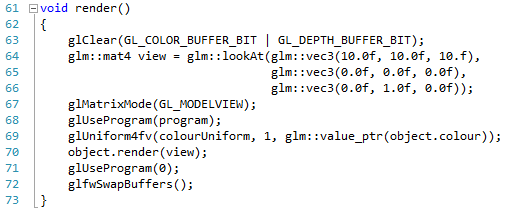 61 void render()
62 {
63 glClear(GL_COLOR_BUFFER_BIT | GL_DEPTH_BUFFER_BIT);
64 glm::mat4 view = glm::lookAt(glm::vec3(10.0f, 10.0f, 10.f),
65 glm::vec3(0.0f, 0.0f, 0.0f),
66 glm::vec3(0.0f, 1.0f, 0.0f));
67 glMatrixMode(GL_MODELVIEW);
68 glUseProgram(program);
69 glUniform4fv(colourUniform, 1, glm::value_ptr(object.colour));
70 object.render(view);
71 glUseProgram(0);
72 glfwSwapBuffers();
73 }